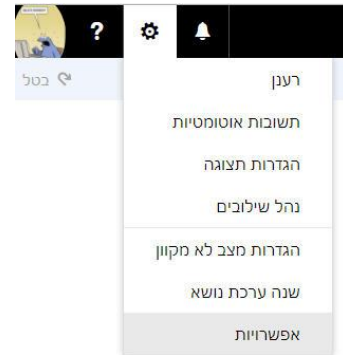 ?
בטל
רענן
תשובות אוטומטיות
הגדרות תצוגה
נהל שילובים
הגדרות מצב לא מקוון
שנה ערכת נושא
אפשרויות